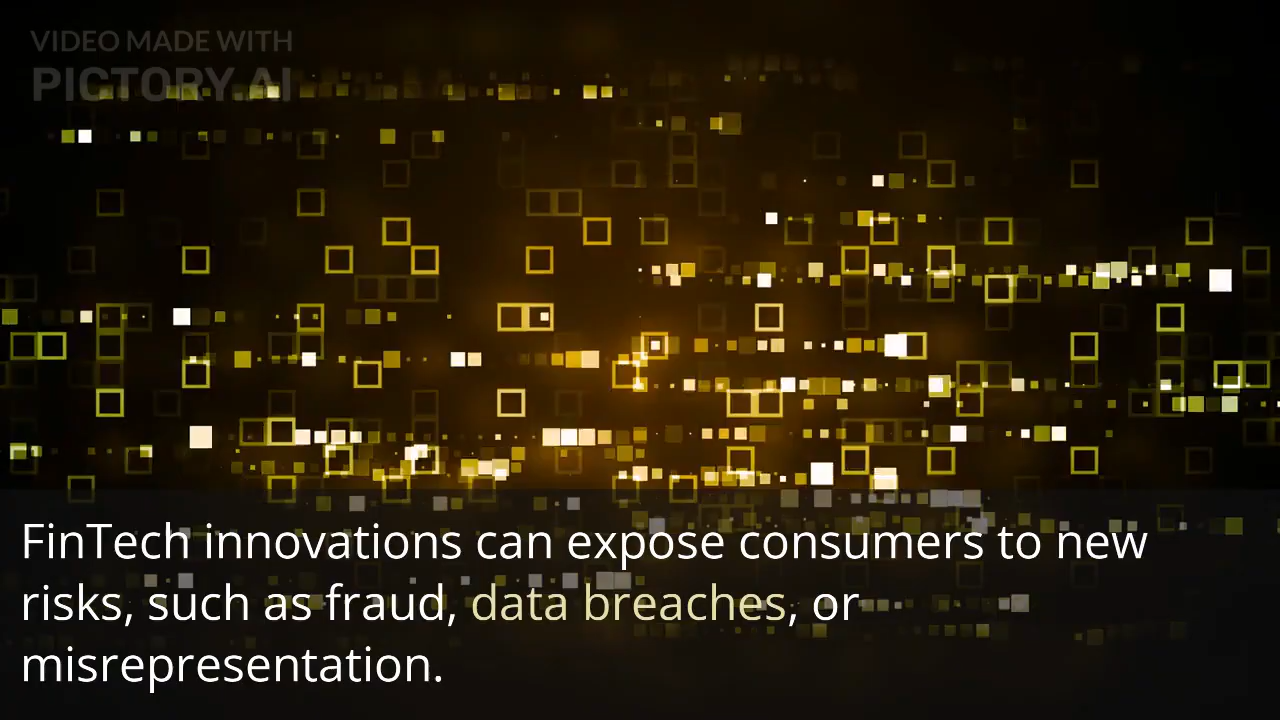 VIDEO MADE WITH
PICTORY.AI
FinTech innovations can expose consumers to new
risks, such as fraud, data breaches, or
misrepresentation.